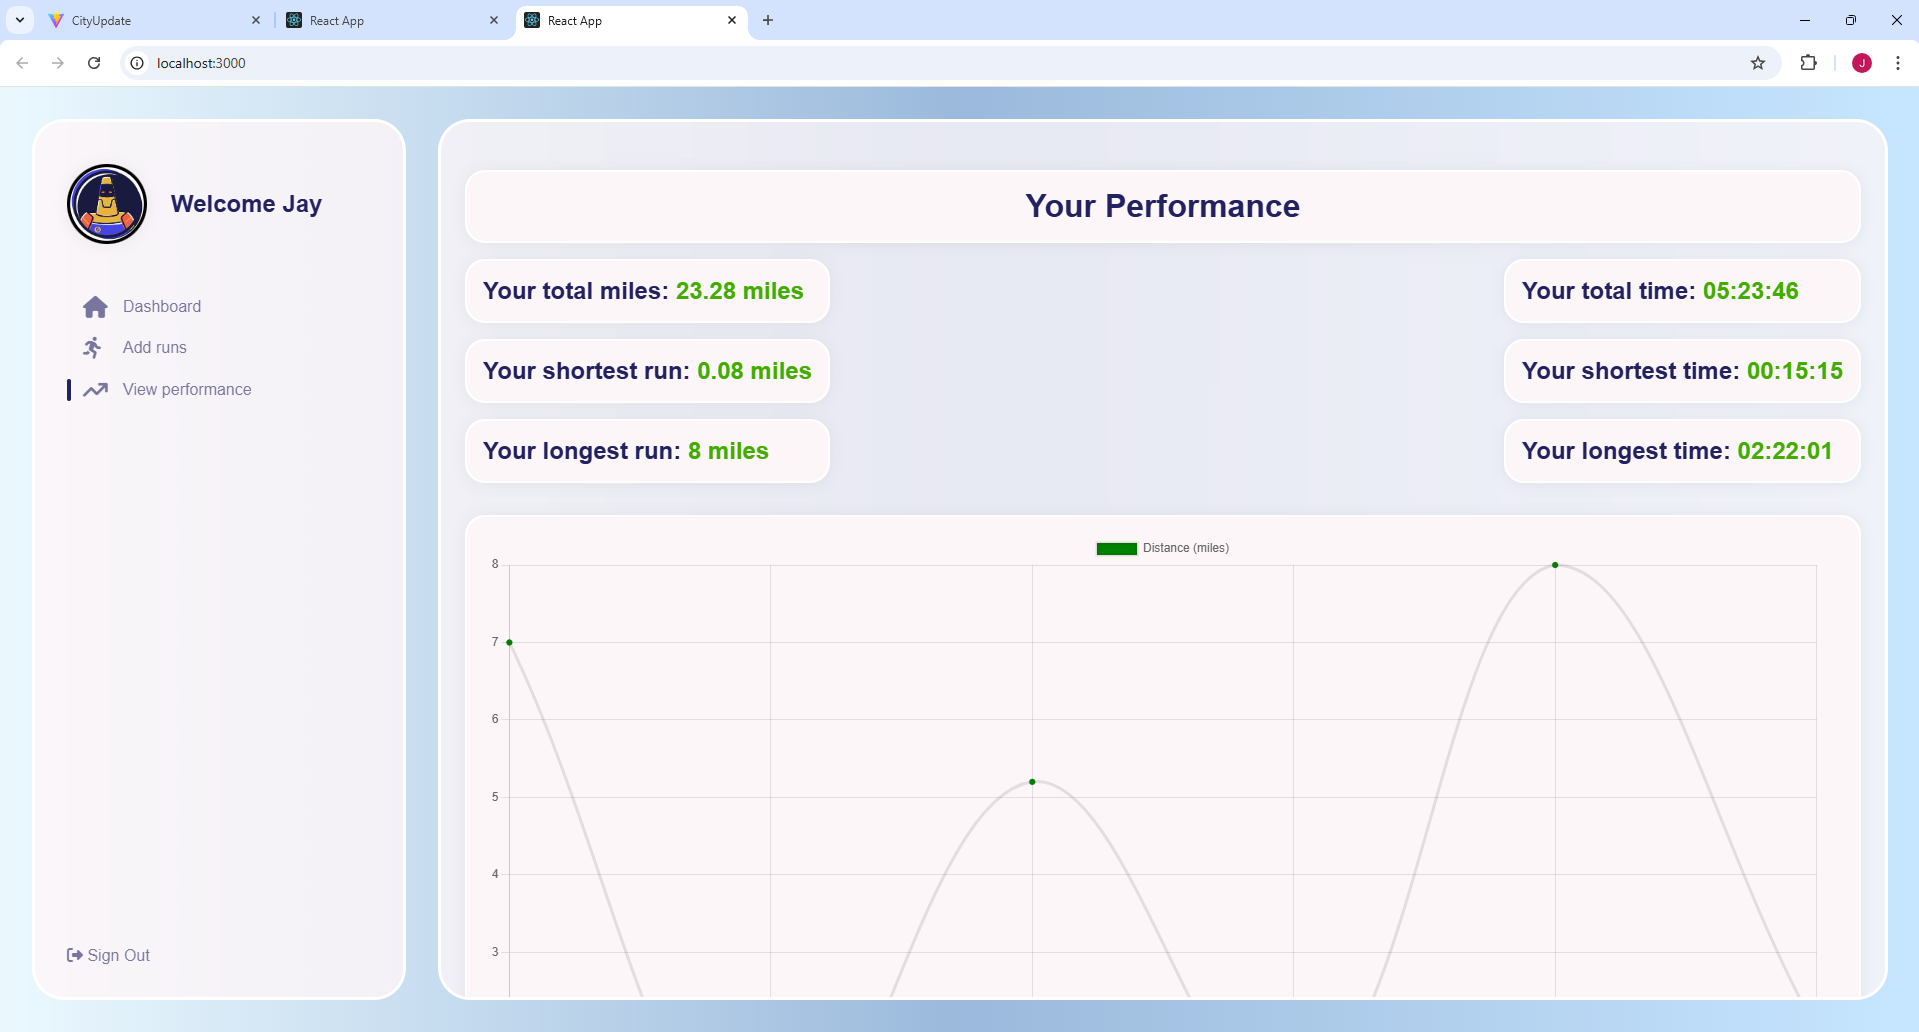 CityUpdate
React App
React App
localhost:3000
J
Welcome Jay
Dashboard
Add runs
View performance
Sign Out
Your Performance
Your total miles: 23.28 miles
Your total time: 05:23:46
Your shortest run: 0.08 miles
Your shortest time: 00:15:15
Your longest run: 8 miles
Your longest time: 02:22:01
Distance (miles)
8
7
6
5
4
3